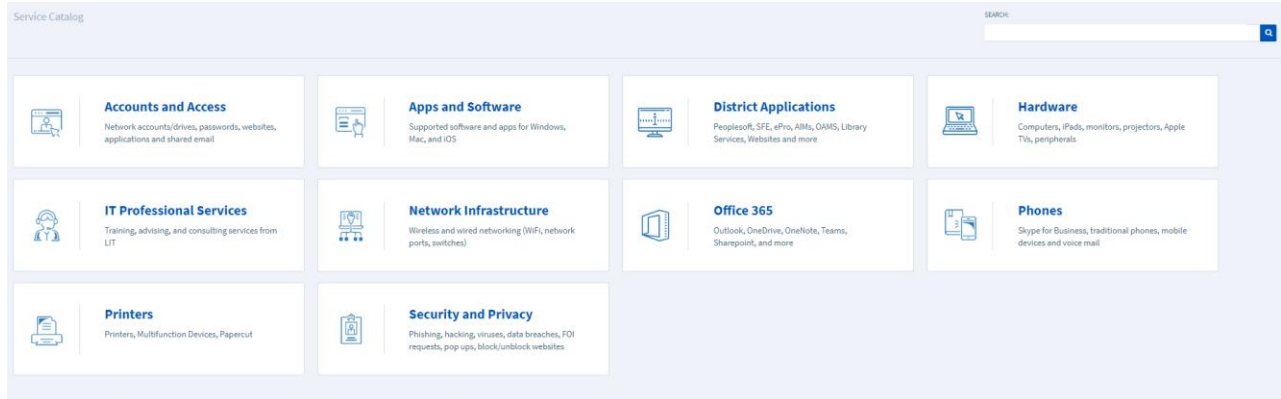 Service Catalog
SEARCH:
Accounts and Access
Network accounts/drives, passwords, websites,
applications and shared email
Apps and Software
Supported software and apps for Windows,
Mac, and iOS
District Applications
Peoplesoft, SFE, ePro, AIMs, OAMS, Library
Services, Websites and more
Hardware
Computers, iPads, monitors, projectors, Apple
TVs, peripherals
IT Professional Services
Training, advising, and consulting services from
LIT
Network Infrastructure
Wireless and wired networking (WiFi, network
ports, switches)
Office 365
Outlook, OneDrive, OneNote, Teams,
Sharepoint, and more
Phones
Skype for Business, traditional phones, mobile
devices and voice mail
Printers
Printers, Multifunction Devices, Papercut
Security and Privacy
Phishing, hacking, viruses, data breaches, FOI
requests, pop ups, block/unblock websites